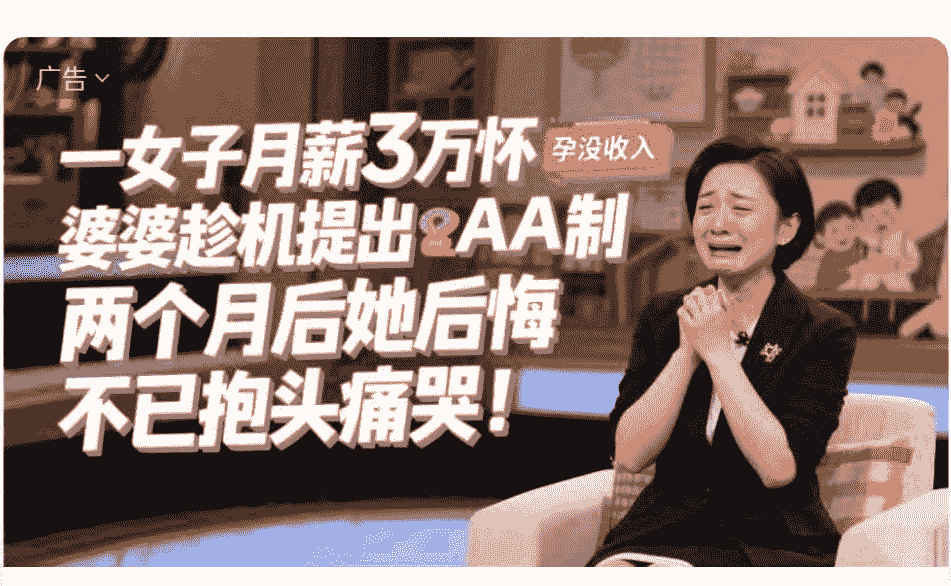 广告
一女子月薪3万怀孕没收入
婆婆趁机提出AA制
两个月后她后悔
不已抱头痛哭！